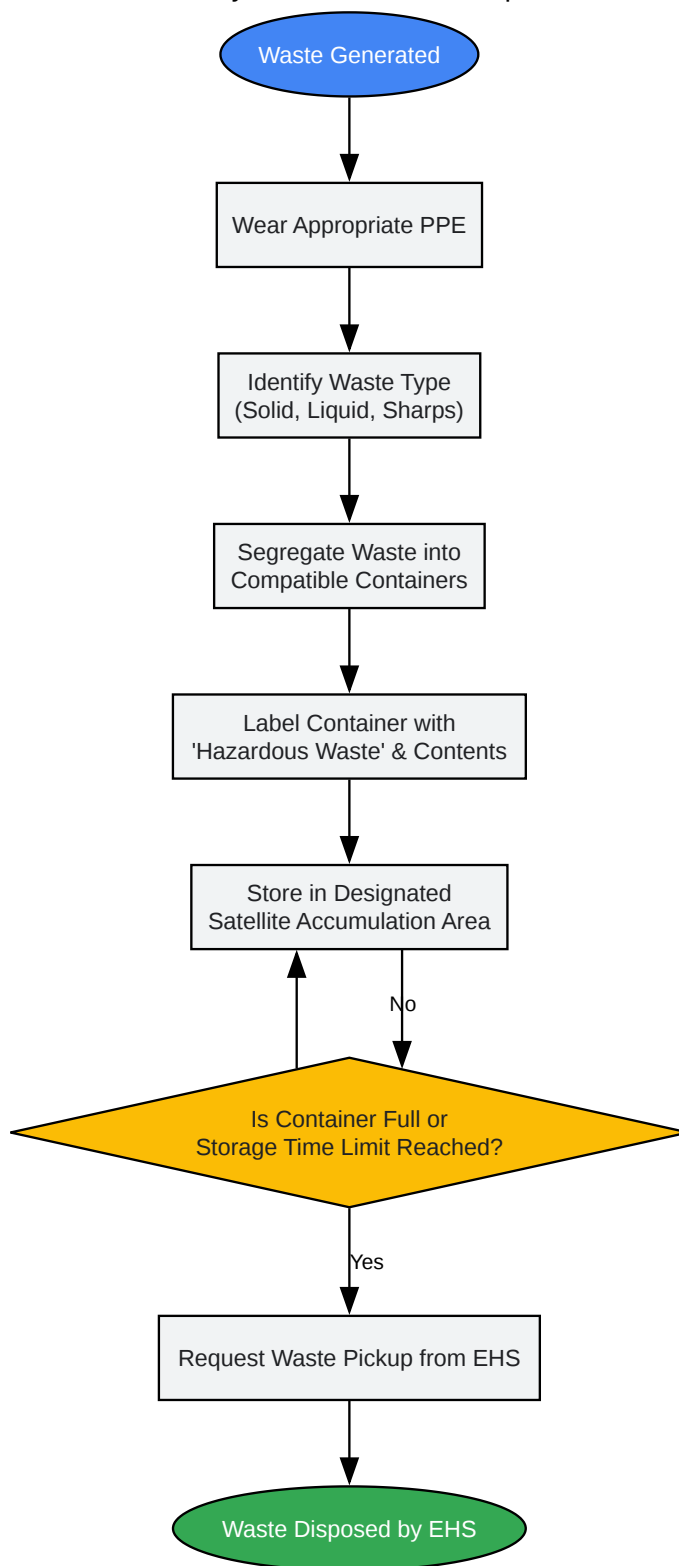 Waste Generated
Wear Appropriate PPE
Identify Waste Type
(Solid, Liquid, Sharps)
Segregate Waste into
Compatible Containers
Label Container with
'Hazardous Waste' & Contents
Store in Designated
Satellite Accumulation Area
No
Is Container Full or
Storage Time Limit Reached?
Yes
Request Waste Pickup from EHS
Waste Disposed by EHS